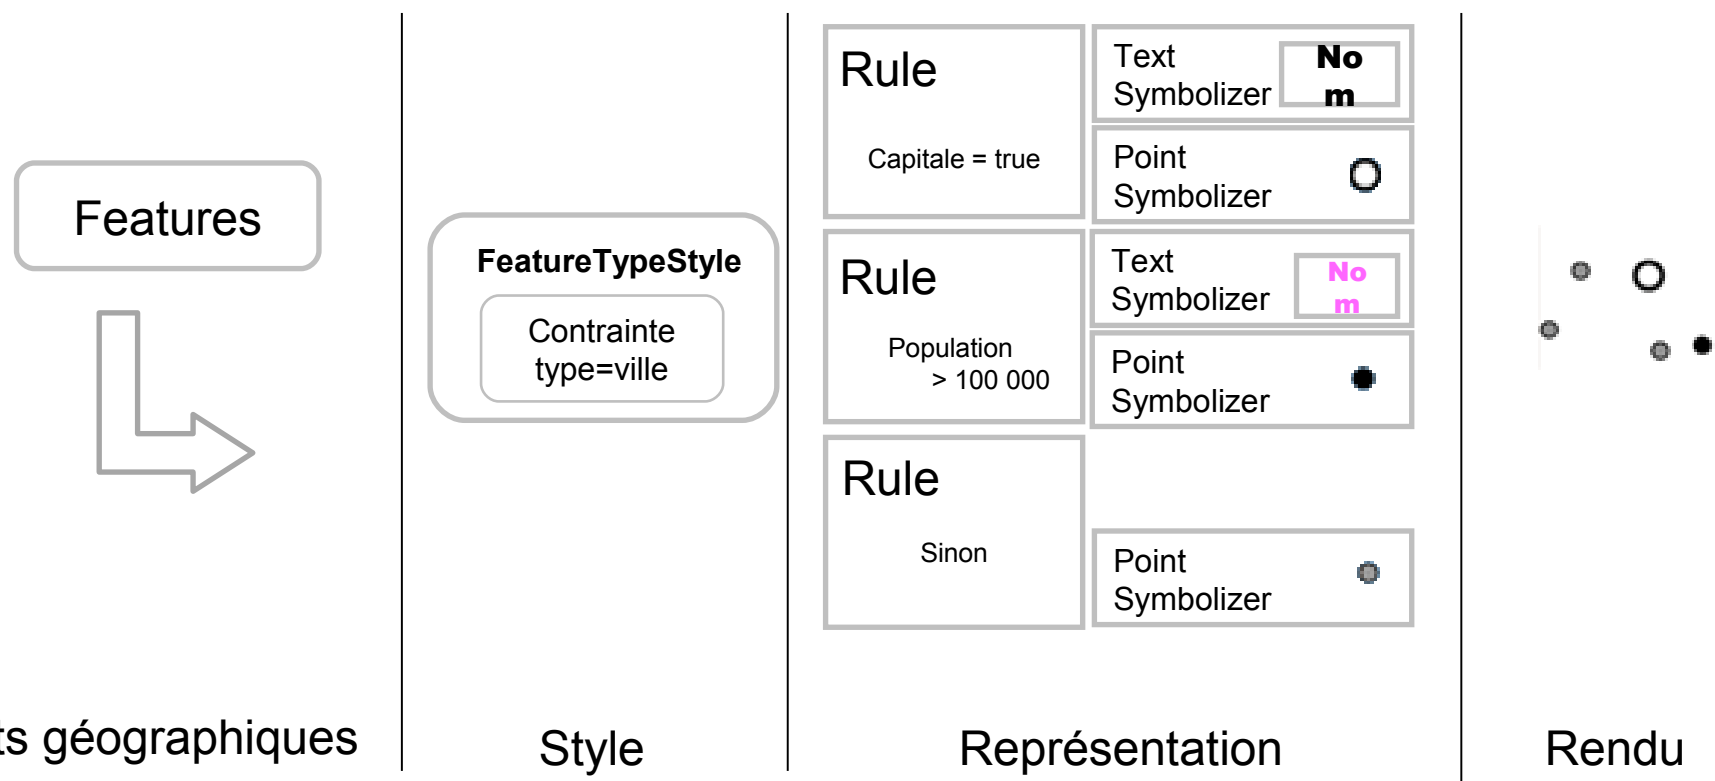 Features
FeatureTypeStyle
Contrainte
type=ville
Rule
Capitale = true
Text
Symbolizer
No
m
Point
Symbolizer
Rule
Population
> 100 000
Text
Symbolizer
No
m
Point
Symbolizer
Rule
Sinon
Point
Symbolizer
ts géographiques
Style
Représentation
Rendu